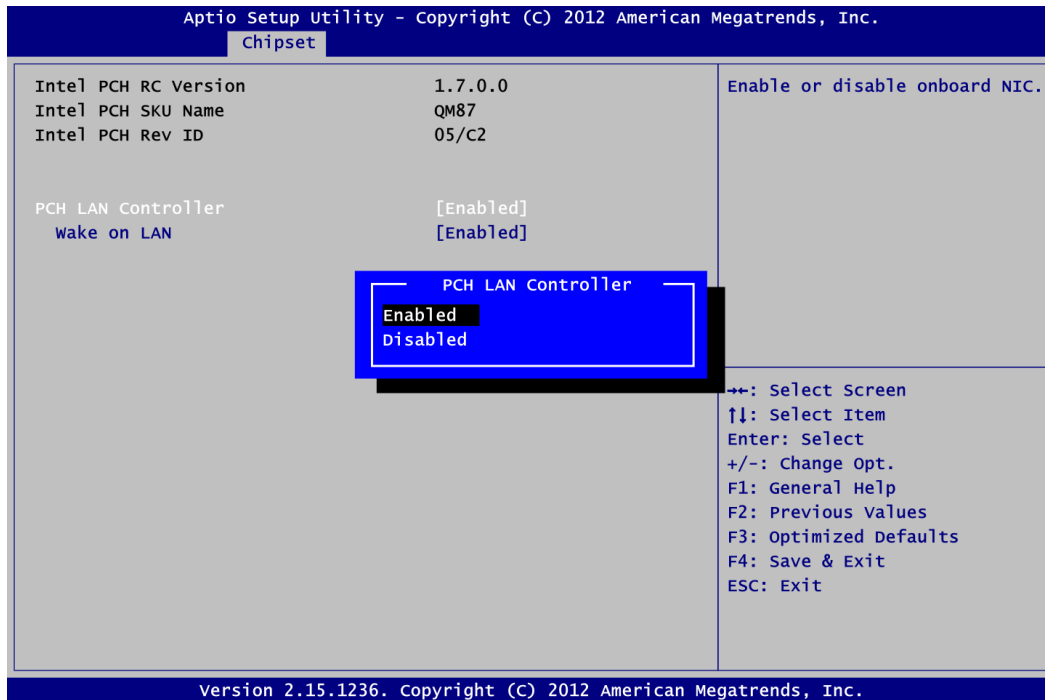 Aptio Setup Utility - Copyright (C) 2012 American Megatrends, Inc.
Chipset
Intel PCH RC Version 1.7.0.0
Intel PCH SKU Name QM87
Intel PCH Rev ID 05/C2
PCH LAN Controller [Enabled]
Wake on LAN [Enabled]
PCH LAN Controller
Enabled
Disabled
Enable or disable onboard NIC.
→←: Select Screen
↑↓: Select Item
Enter: Select
+/-: Change Opt.
F1: General Help
F2: Previous Values
F3: Optimized Defaults
F4: Save & Exit
ESC: Exit
Version 2.15.1236. Copyright (C) 2012 American Megatrends, Inc.